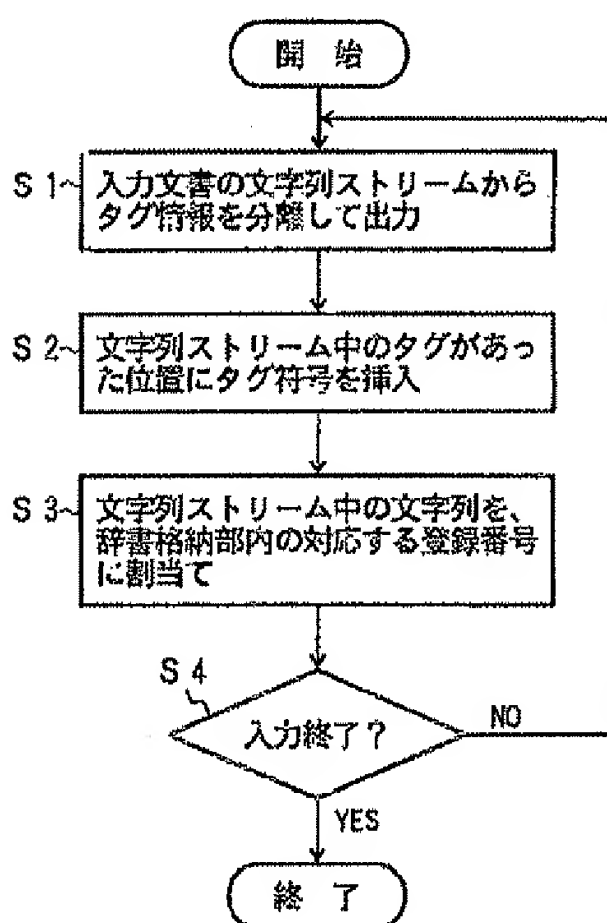 開 始
S 1
入力文書の文字列ストリームから
タグ情報を分離して出力
S 2
文字列ストリーム中のタグがあっ
た位置にタグ符号を挿入
S 3
文字列ストリーム中の文字列を、
辞書格納部内の対応する登録番号
に割当て
S 4
入力終了?
NO
YES
終 了